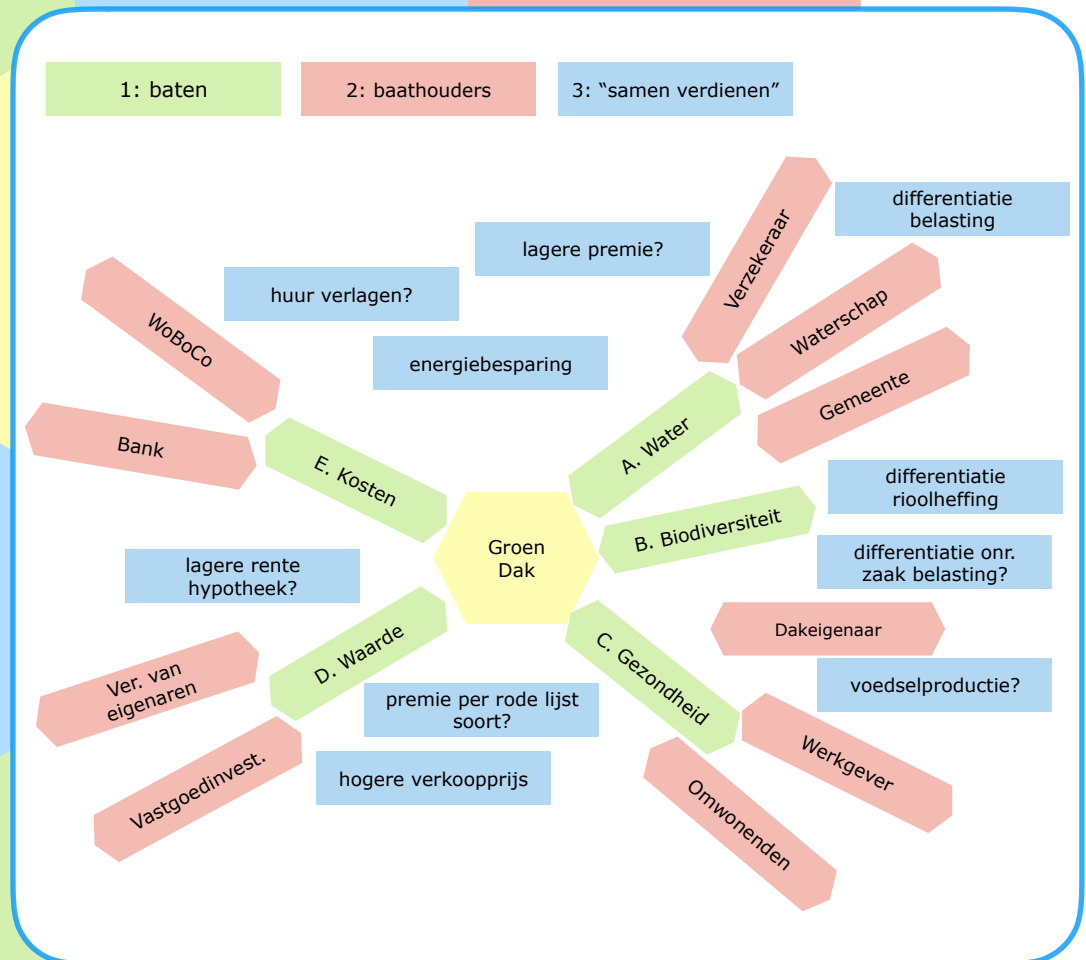 1: baten
2: baathouders
3: “samen verdienen”
differentiatie
belasting
Verzekeraar
lagere premie?
Waterschap
huur verlagen?
WoBoCo
energiebesparing
Gemeente
A. Water
Bank
E. Kosten
differentiatie
rioolheffing
B. Biodiversiteit
Groen
Dak
differentiatie onr.
zaak belasting?
lagere rente
hypotheek?
Dakeigenaar
D. Waarde
C. Gezondheid
voedselproductie?
Ver. van
eigenaren
premie per rode lijst
soort?
Werkgever
hogere verkoopprijs
Vastgoedinvest.
Omwonenden